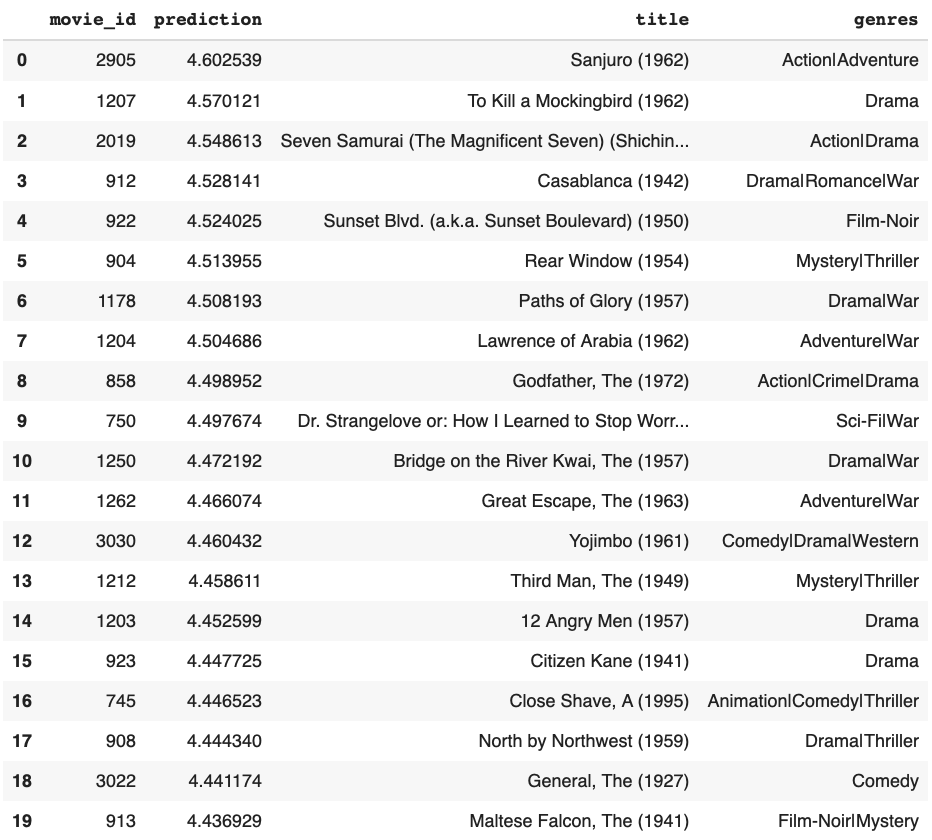 movie_id prediction title genres
0 2905 4.602539 Sanjuro (1962) Action|Adventure
1 1207 4.570121 To Kill a Mockingbird (1962) Drama
2 2019 4.548613 Seven Samurai (The Magnificent Seven) (Shichin... Action|Drama
3 912 4.528141 Casablanca (1942) Drama|Romance|War
4 922 4.524025 Sunset Blvd. (a.k.a. Sunset Boulevard) (1950) Film-Noir
5 904 4.513955 Rear Window (1954) Mystery|Thriller
6 1178 4.508193 Paths of Glory (1957) Drama|War
7 1204 4.504686 Lawrence of Arabia (1962) Adventure|War
8 858 4.498952 Godfather, The (1972) Action|Crime|Drama
9 750 4.497674 Dr. Strangelove or: How I Learned to Stop Worr... Sci-Fi|War
10 1250 4.472192 Bridge on the River Kwai, The (1957) Drama|War
11 1262 4.466074 Great Escape, The (1963) Adventure|War
12 3030 4.460432 Yojimbo (1961) Comedy|Drama|Western
13 1212 4.458611 Third Man, The (1949) Mystery|Thriller
14 1203 4.452599 12 Angry Men (1957) Drama
15 923 4.447725 Citizen Kane (1941) Drama
16 745 4.446523 Close Shave, A (1995) Animation|Comedy|Thriller
17 908 4.444340 North by Northwest (1959) Drama|Thriller
18 3022 4.441174 General, The (1927) Comedy
19 913 4.436929 Maltese Falcon, The (1941) Film-Noir|Mystery